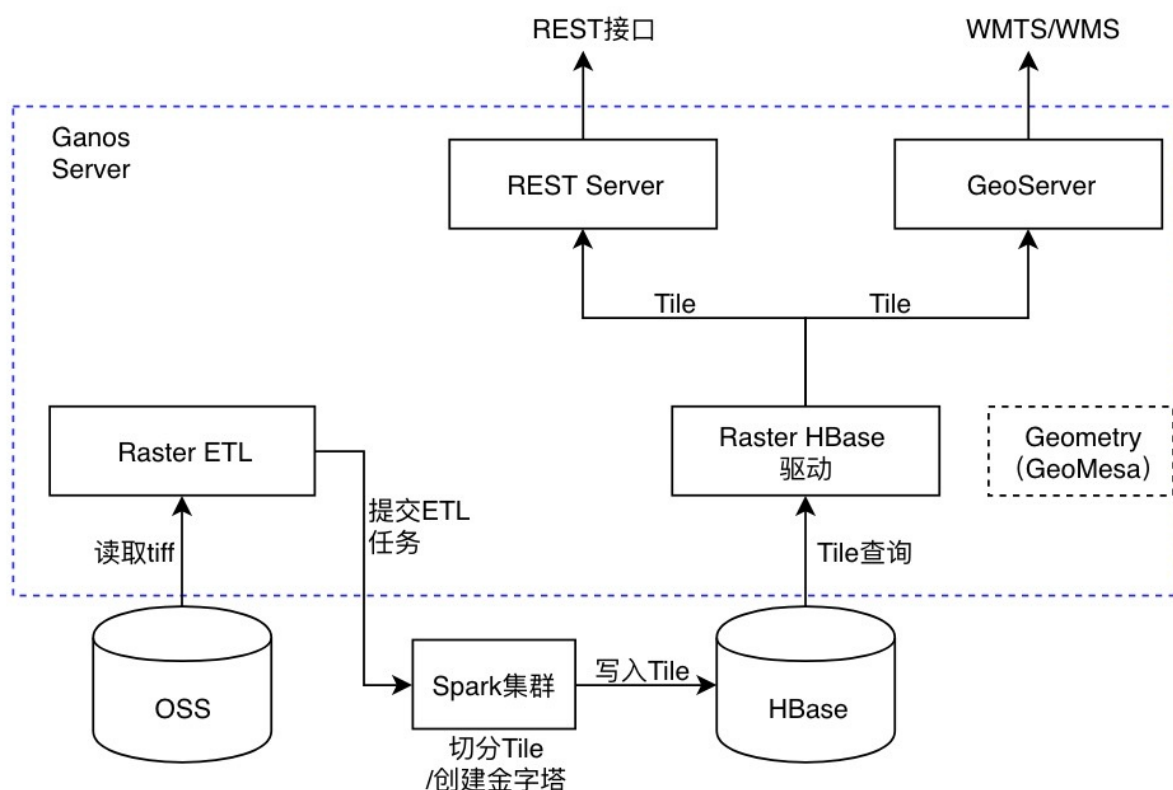 REST接口
WMTS/WMS
Ganos
Server
REST Server
GeoServer
Tile
Tile
Raster ETL
Raster HBase
驱动
Geometry
（GeoMesa）
提交ETL
任务
读取tiff
Tile查询
OSS
Spark集群
写入Tile
HBase
切分Tile
/创建金字塔